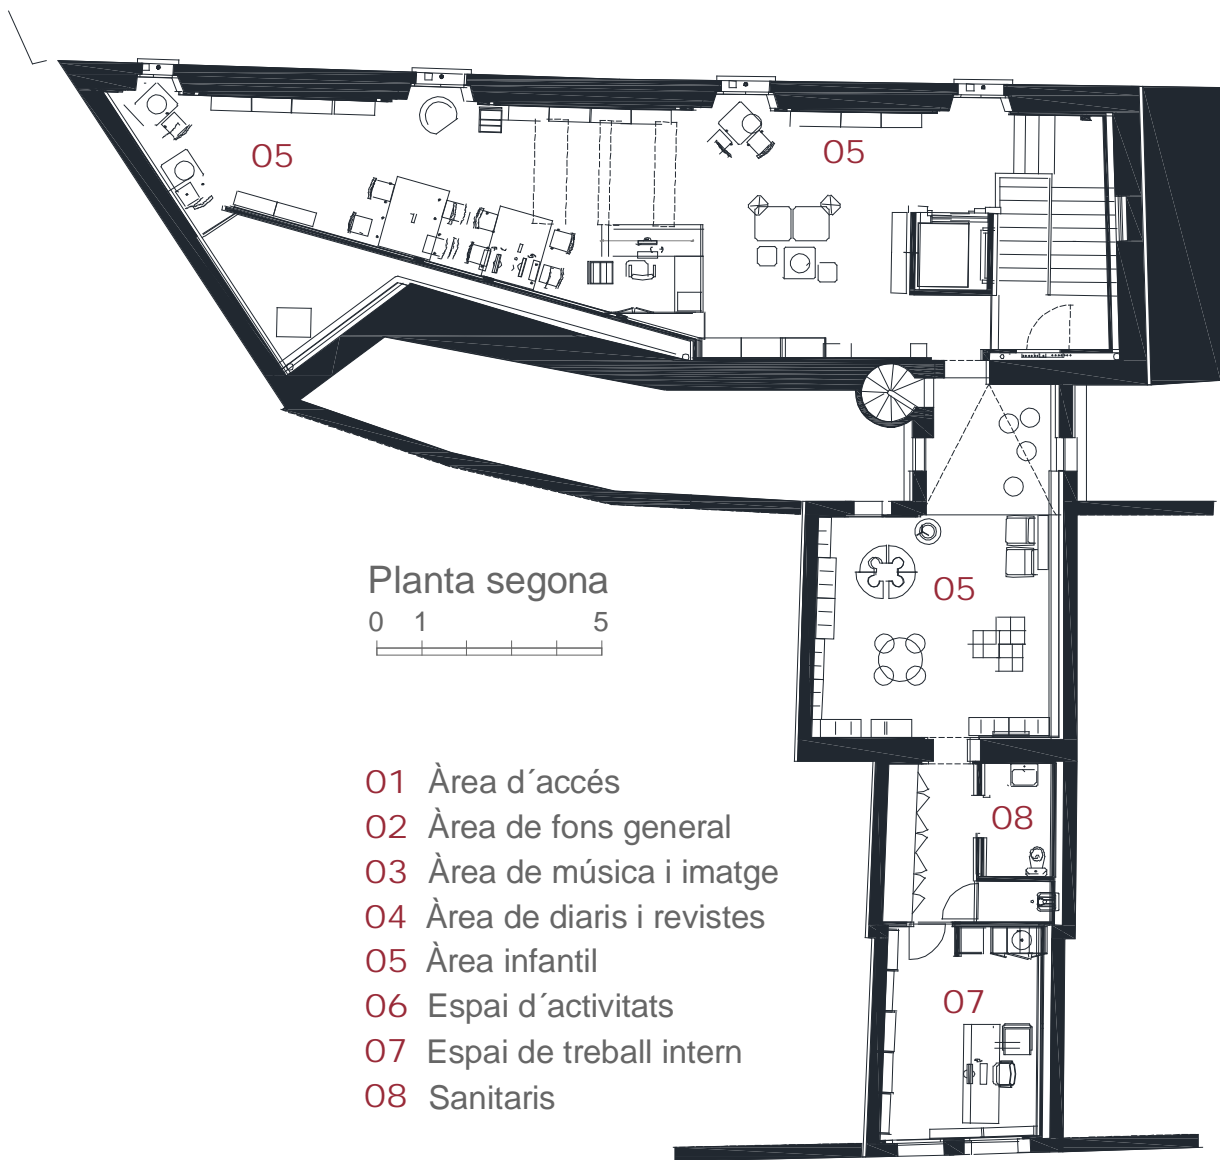 05
05
05
Planta segona
0 1 5
08
07
01 Àrea d´accés
02 Àrea de fons general
03 Àrea de música i imatge
04 Àrea de diaris i revistes
05 Àrea infantil
06 Espai d´activitats
07 Espai de treball intern
08 Sanitaris